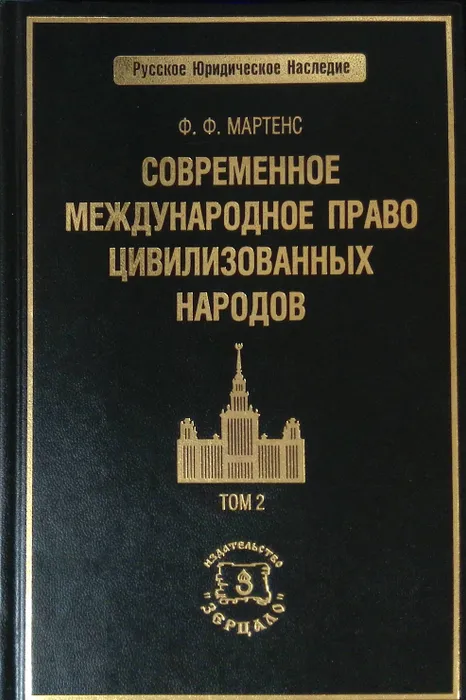 Русское Юридическое Наследие
Ф. Ф. МАРТЕНС
СОВРЕМЕННОЕ
МЕЖДУНАРОДНОЕ ПРАВО
ЦИВИЛИЗОВАННЫХ
НАРОДОВ
ТОМ 2
ИЗДАТЕЛЬСТВО
"ЗЕРЦАЛО"